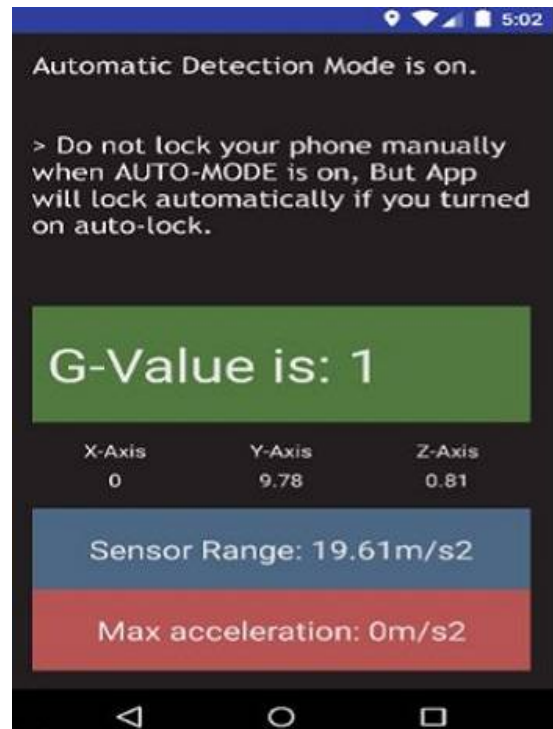 5:02
Automatic Detection Mode is on.
> Do not lock your phone manually
when AUTO-MODE is on, But App
will lock automatically if you turned
on auto-lock.
G-Value is: 1
X-Axis Y-Axis Z-Axis
0 9.78 0.81
Sensor Range: 19.61m/s2
Max acceleration: 0m/s2